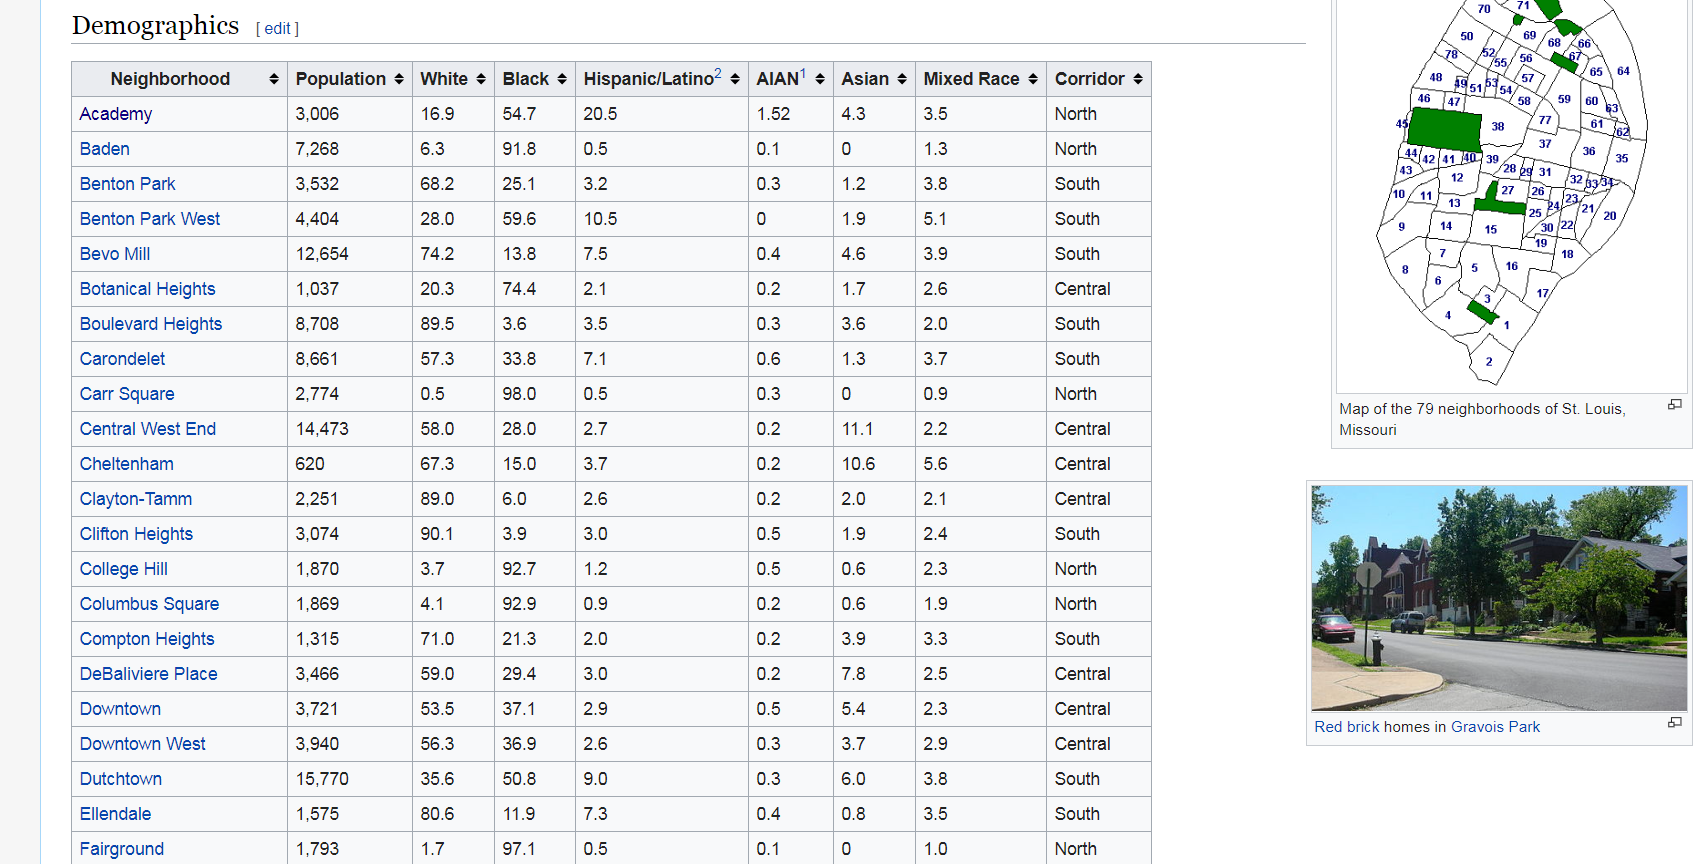 Demographics [ edit ]
Neighborhood Population White Black Hispanic/Latino2 AIAN1 Asian Mixed Race Corridor
Academy 3,006 16.9 54.7 20.5 1.52 4.3 3.5 North
Baden 7,268 6.3 91.8 0.5 0.1 0 1.3 North
Benton Park 3,532 68.2 25.1 3.2 0.3 1.2 3.8 South
Benton Park West 4,404 28.0 59.6 10.5 0 1.9 5.1 South
Bevo Mill 12,654 74.2 13.8 7.5 0.4 4.6 3.9 South
Botanical Heights 1,037 20.3 74.4 2.1 0.2 1.7 2.6 Central
Boulevard Heights 8,708 89.5 3.6 3.5 0.3 3.6 2.0 South
Carondelet 8,661 57.3 33.8 7.1 0.6 1.3 3.7 South
Carr Square 2,774 0.5 98.0 0.5 0.3 0 0.9 North
Central West End 14,473 58.0 28.0 2.7 0.2 11.1 2.2 Central
Cheltenham 620 67.3 15.0 3.7 0.2 10.6 5.6 Central
Clayton-Tamm 2,251 89.0 6.0 2.6 0.2 2.0 2.1 Central
Clifton Heights 3,074 90.1 3.9 3.0 0.5 1.9 2.4 South
College Hill 1,870 3.7 92.7 1.2 0.5 0.6 2.3 North
Columbus Square 1,869 4.1 92.9 0.9 0.2 0.6 1.9 North
Compton Heights 1,315 71.0 21.3 2.0 0.2 3.9 3.3 South
DeBaliviere Place 3,466 59.0 29.4 3.0 0.2 7.8 2.5 Central
Downtown 3,721 53.5 37.1 2.9 0.5 5.4 2.3 Central
Downtown West 3,940 56.3 36.9 2.6 0.3 3.7 2.9 Central
Dutchtown 15,770 35.6 50.8 9.0 0.3 6.0 3.8 South
Ellendale 1,575 80.6 11.9 7.3 0.4 0.8 3.5 South
Fairground 1,793 1.7 97.1 0.5 0.1 0 1.0 North
70 71
50 69 68 66
78 52 55 56 67
48 49 51 53 54 57 65 64
46 47 58 59 60 63
45 38 77 61 62
37 36 35
44 42 41 40 39
43 12 28 29 31 32 33 34
10 11 13 27 26 23
25 24 21 20
9 14 15 30 22
7 19 18
8 5 16
6 17
3
4 1
2
Map of the 79 neighborhoods of St. Louis,
Missouri
Red brick homes in Gravois Park